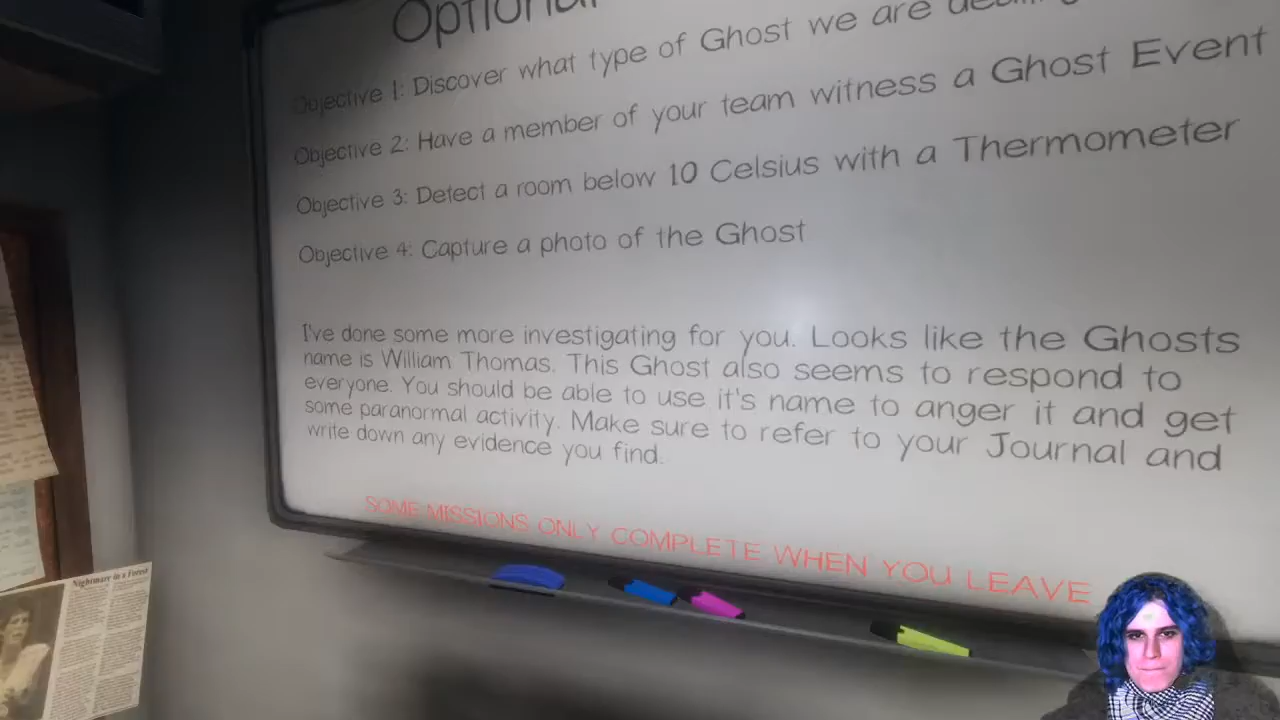 Optional
Objective 1: Discover what type of Ghost we are
Objective 2: Have a member of your team witness a Ghost Event
Objective 3: Detect a room below 10 Celsius with a Thermometer
Objective 4: Capture a photo of the Ghost
I've done some more investigating for you. Looks like the Ghosts
name is William Thomas. This Ghost also seems to respond to
everyone. You should be able to use it's name to anger it and get
some paranormal activity. Make sure to refer to your Journal and
write down any evidence you find.
SOME MISSIONS ONLY COMPLETE WHEN YOU LEAVE
Nightmare in a Forest